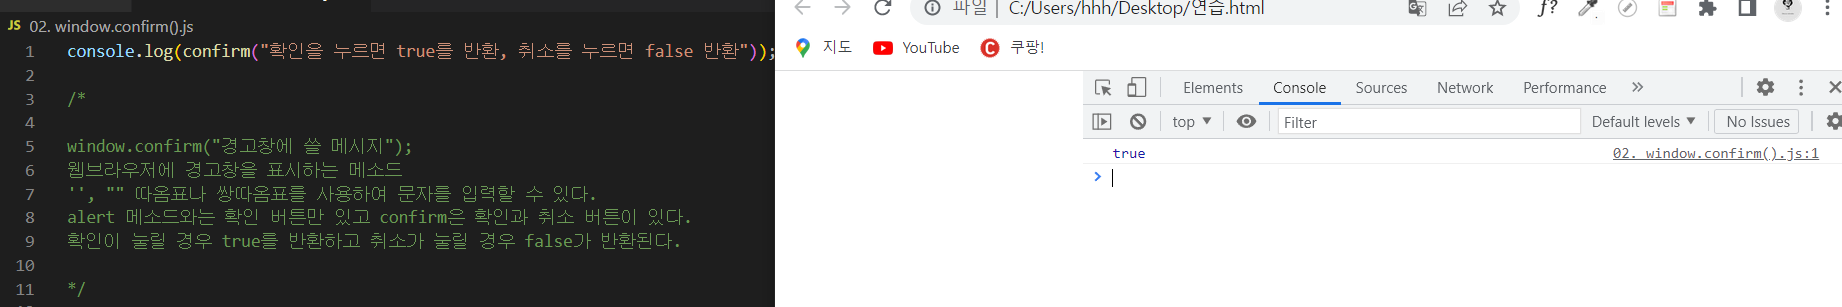 JS 02. window.confirm().js
1 console.log(confirm("확인을 누르면 true를 반환, 취소를 누르면 false 반환"));
2
3 /*
4
5 window.confirm("경고창에 쓸 메시지");
6 웹브라우저에 경고창을 표시하는 메소드
7 '', "" 따옴표나 쌍따옴표를 사용하여 문자를 입력할 수 있다.
8 alert 메소드와는 확인 버튼만 있고 confirm은 확인과 취소 버튼이 있다.
9 확인이 눌릴 경우 true를 반환하고 취소가 눌릴 경우 false가 반환된다.
10
11 */
파일 | C:/Users/hhh/Desktop/연습.html
f?
지도 YouTube 쿠팡!
Elements Console Sources Network Performance »
top Filter Default levels No Issues
true 02. window.confirm().js:1
>